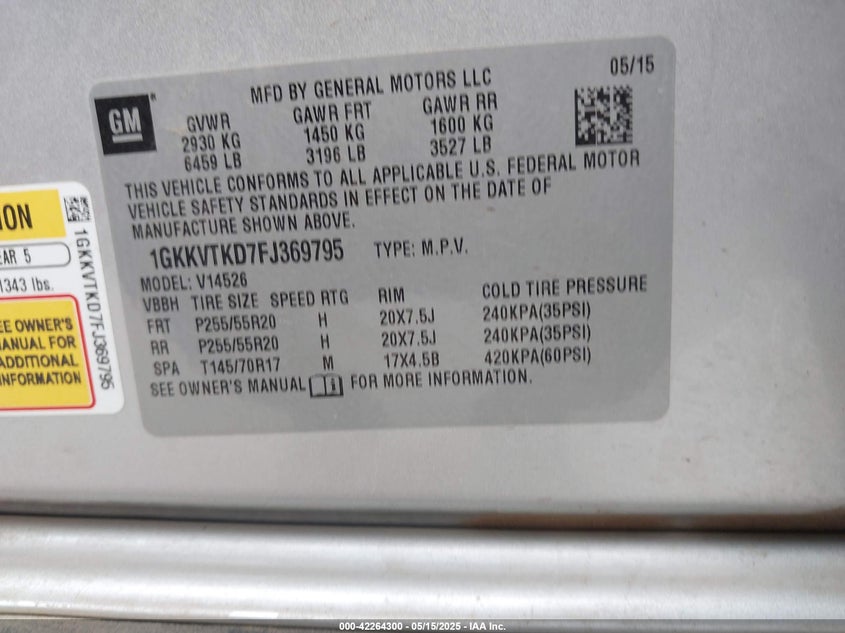 MFD BY GENERAL MOTORS LLC
05/15
GM
GVWR GAWR FRT GAWR RR
2930 KG 1450 KG 1600 KG
6459 LB 3196 LB 3527 LB
THIS VEHICLE CONFORMS TO ALL APPLICABLE U.S. FEDERAL MOTOR
VEHICLE SAFETY STANDARDS IN EFFECT ON THE DATE OF
MANUFACTURE SHOWN ABOVE.
1GKKVTKD7FJ369795 TYPE: M.P.V.
MODEL: V14526
VBBH TIRE SIZE SPEED RTG RIM COLD TIRE PRESSURE
FRT P255/55R20 H 20X7.5J 240KPA(35PSI)
RR P255/55R20 H 20X7.5J 240KPA(35PSI)
SPA T145/70R17 M 17X4.5B 420KPA(60PSI)
SEE OWNER'S MANUAL FOR MORE INFORMATION.
5
1343 lbs.
OWNER'S
MANUAL FOR
ADDITIONAL
INFORMATION
1GKKVTKD7FJ369795
000-42264300 - 05/15/2025 - IAA Inc.